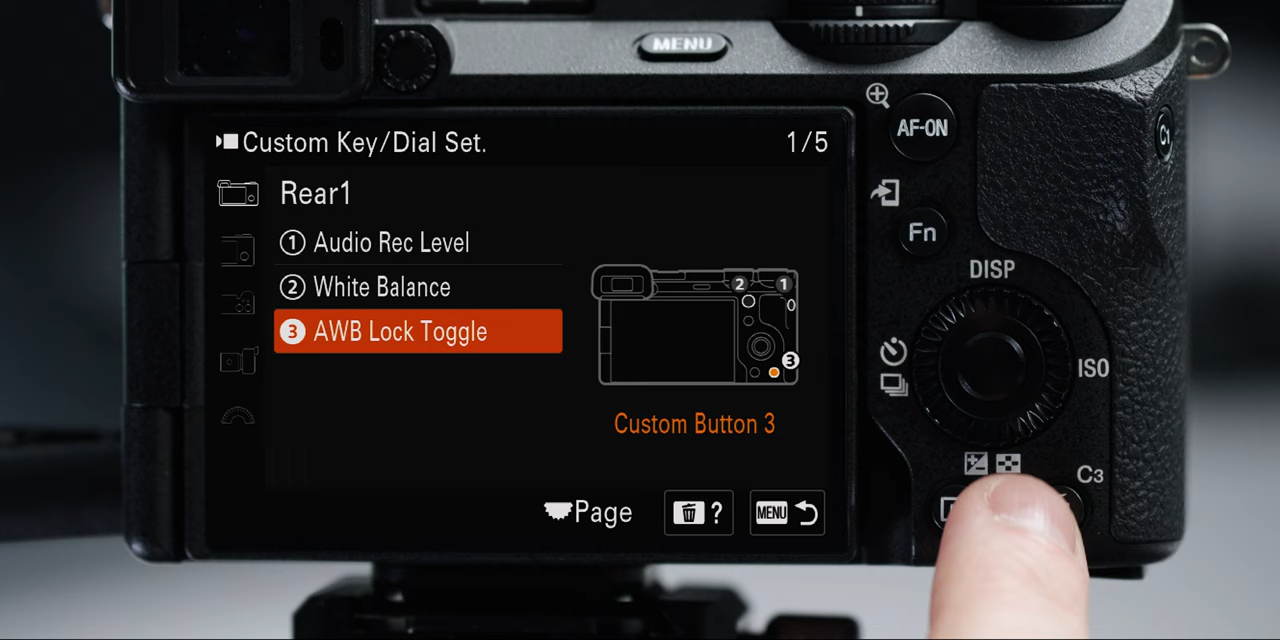 MENU
Custom Key/Dial Set.
1/5
Rear1
1 Audio Rec Level
2 White Balance
3 AWB Lock Toggle
2 1
3
Custom Button 3
Page
?
MENU
AF-ON
C1
Fn
DISP
ISO
C3